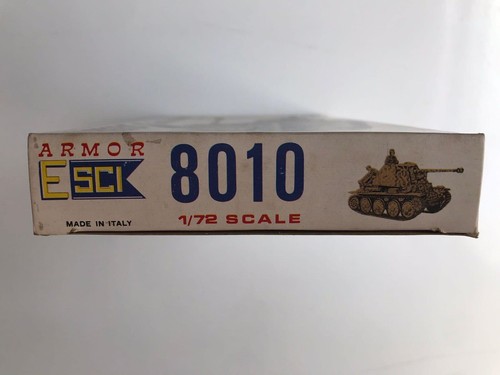 ARMOR
ESCI
MADE IN ITALY
8010
1/72 SCALE